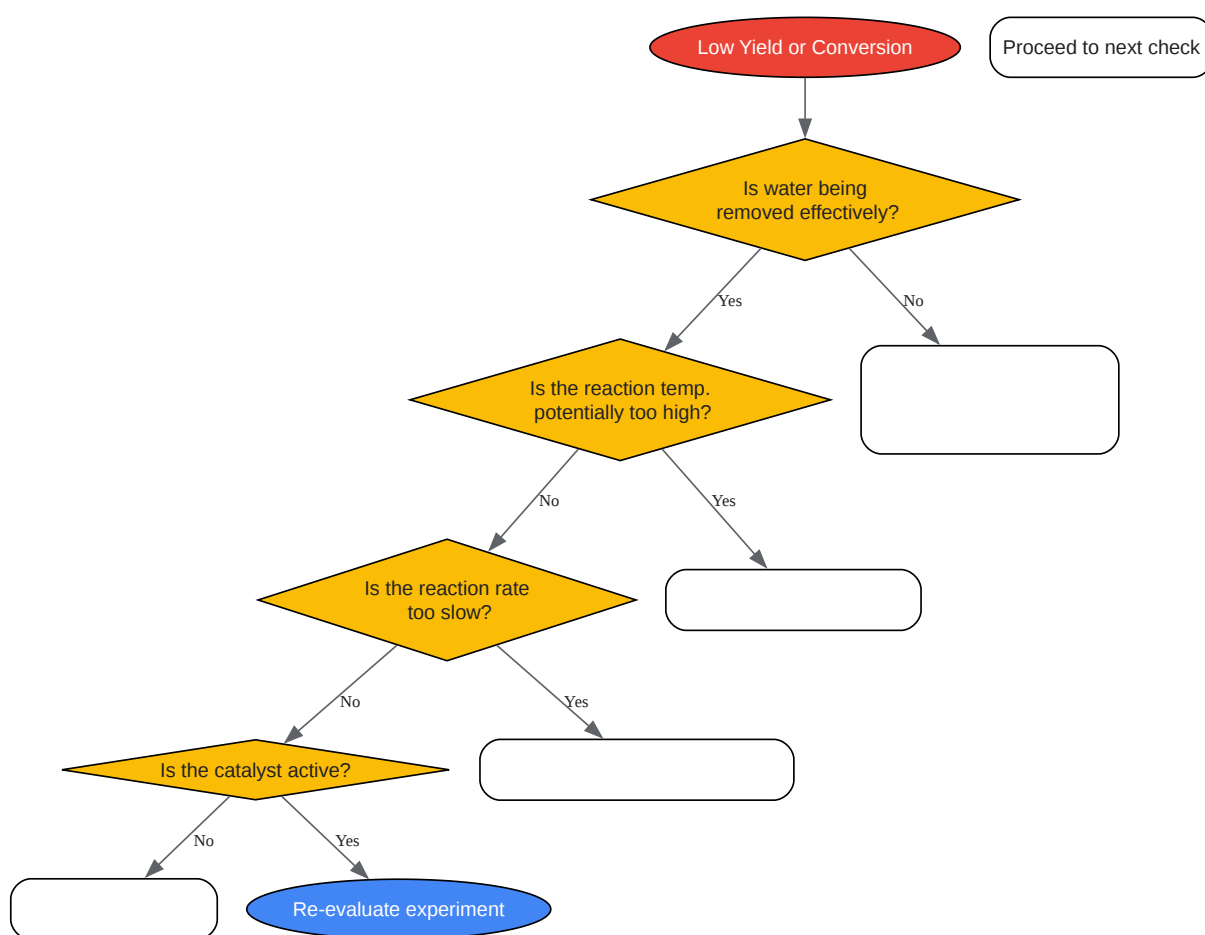 Low Yield or Conversion
Proceed to next check
Is water being
removed effectively?
Yes
No
Is the reaction temp.
potentially too high?
No
Yes
Is the reaction rate
too slow?
No
Yes
Is the catalyst active?
No
Yes
Re-evaluate experiment